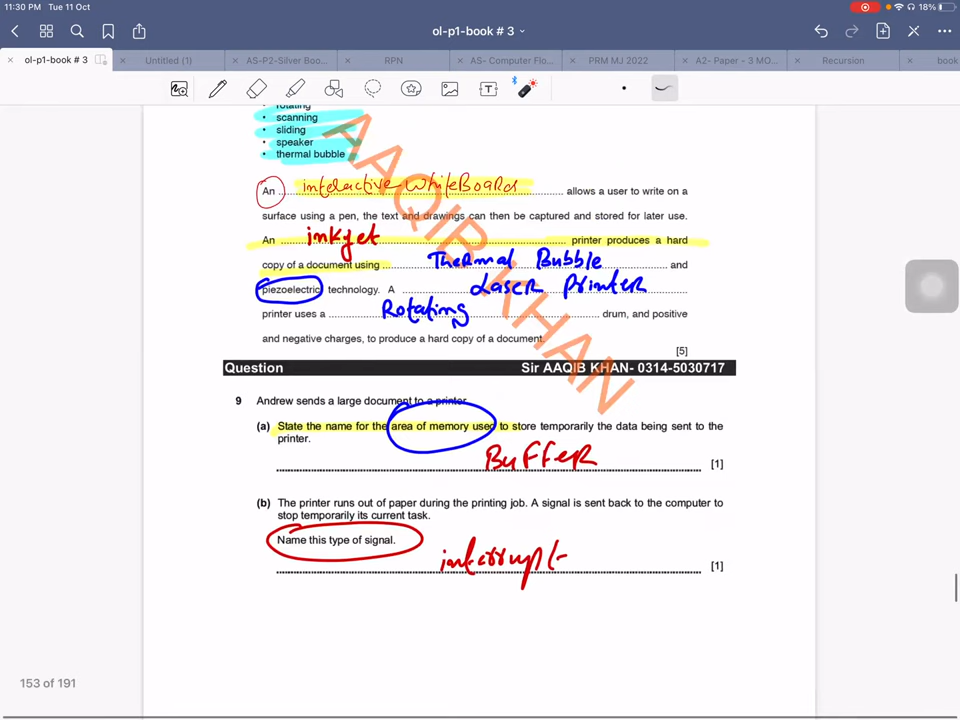 11:30 PM Tue 11 Oct
18%
ol-p1-book # 3
ol-p1-book # 3
Untitled (1)
AS-P2-Silver Boo...
RPN
AS- Computer Flo...
PRM MJ 2022
A2- Paper - 3 MO...
Recursion
book
• rotating
• scanning
• sliding
• speaker
• thermal bubble
An interactive WHiteBoard allows a user to write on a
surface using a pen, the text and drawings can then be captured and stored for later use.
An inkjet printer produces a hard
copy of a document using THermal Bubble and
piezoelectric technology. A Laser Printer
printer uses a Rotating drum, and positive
and negative charges, to produce a hard copy of a document.
[5]
AAQIB KHAN
Question Sir AAQIB KHAN- 0314-5030717
9 Andrew sends a large document to a printer.
(a) State the name for the area of memory used to store temporarily the data being sent to the
printer.
BuFFeR [1]
(b) The printer runs out of paper during the printing job. A signal is sent back to the computer to
stop temporarily its current task.
Name this type of signal.
interrupt [1]
153 of 191